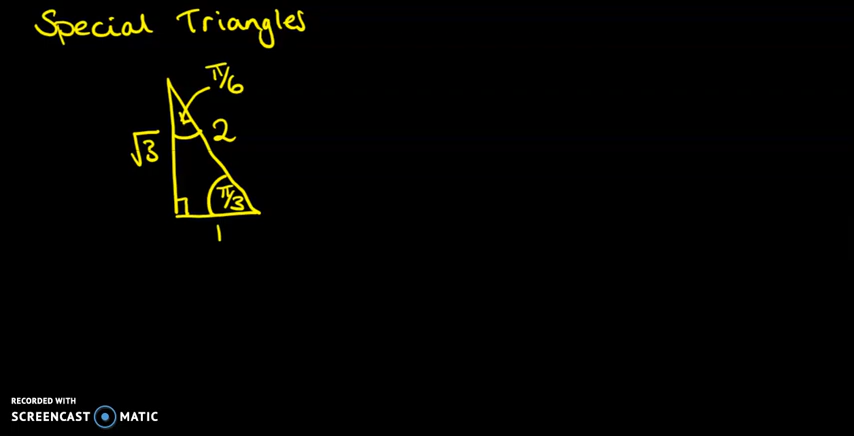 Special Triangles
π/6
√3
2
π/3
1
RECORDED WITH
SCREENCAST MATIC